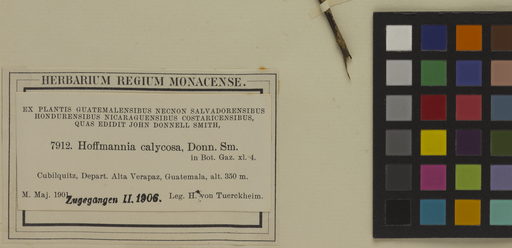 HERBARIUM REGIUM MONACENSE.
EX PLANTIS GUATEMALENSIBUS NECNON SALVADORENSIBUS
HONDURENSIBUS NICARAGUENSIBUS COSTARICENSIBUS,
QUAS EDIDIT JOHN DONNELL SMITH,
7912. Hoffmannia calycosa, Donn. Sm.
in Bot. Gaz. xl. 4.
Cubilquitz, Depart. Alta Verapaz, Guatemala, alt. 350 m.
M. Maj. 1901 Leg. H. von Tuerckheim.
Zugegangen II. 1906.